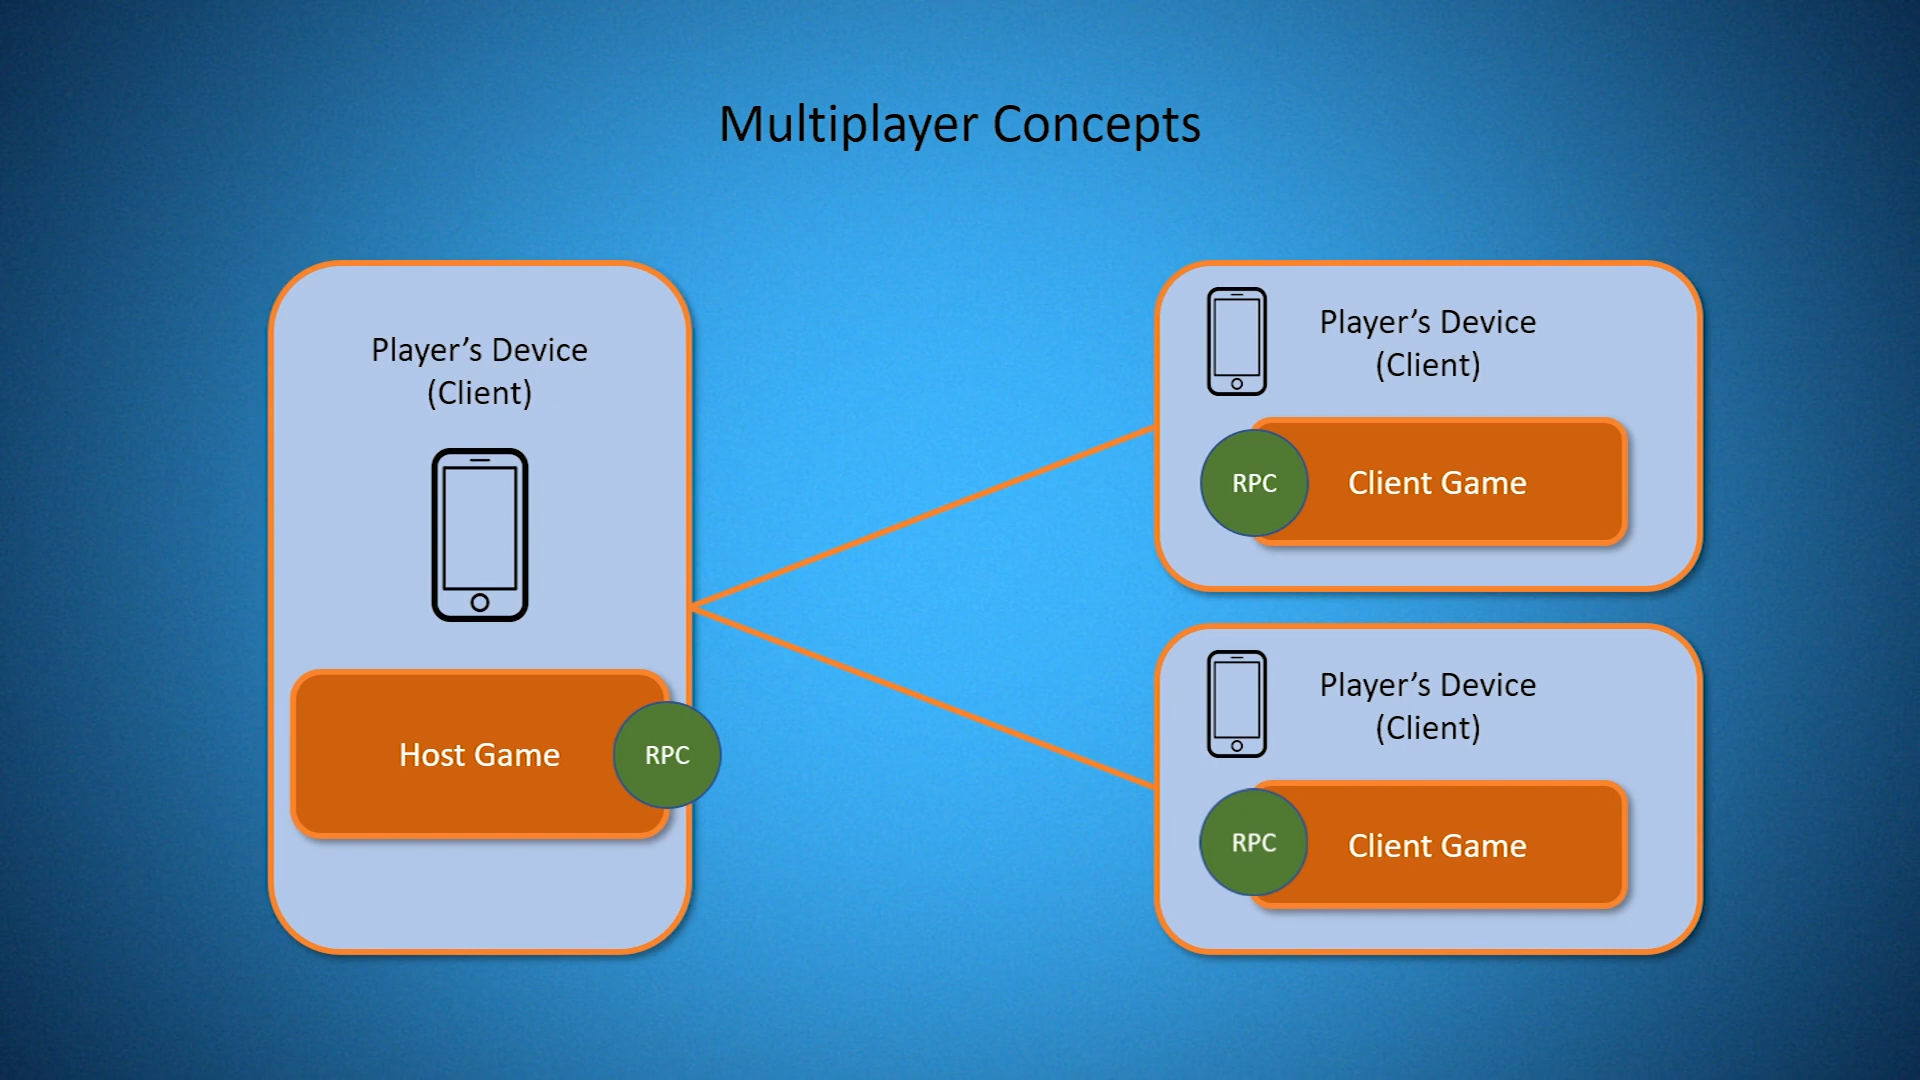 Multiplayer Concepts
Player’s Device
(Client)
Host Game
RPC
Player’s Device
(Client)
RPC
Client Game
Player’s Device
(Client)
RPC
Client Game